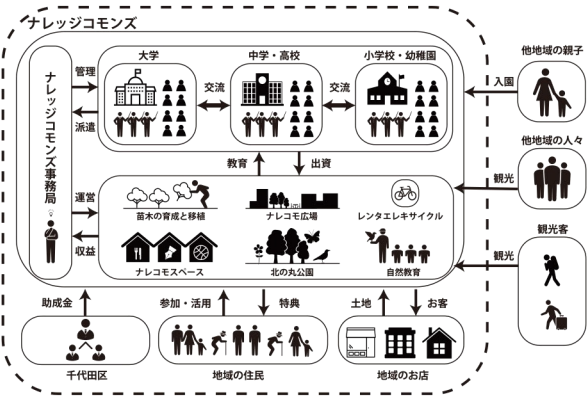 ナレッジコモンズ
ナレッジコモンズ事務局
大学
中学・高校
小学校・幼稚園
管理
派遣
交流
交流
教育
出資
運営
収益
苗木の育成と移植
ナレコモ広場
レンタエレキサイクル
ナレコモスペース
北の丸公園
自然教育
助成金
参加・活用
特典
土地
お客
千代田区
地域の住民
地域のお店
入園
他地域の親子
観光
他地域の人々
観光
観光客